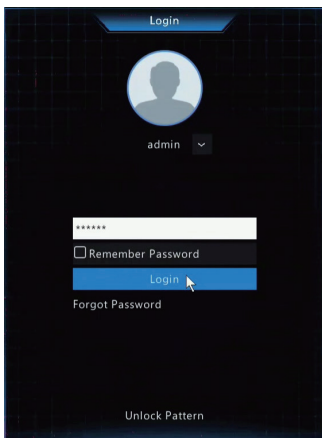 Login
admin
******
Remember Password
Login
Forgot Password
Unlock Pattern